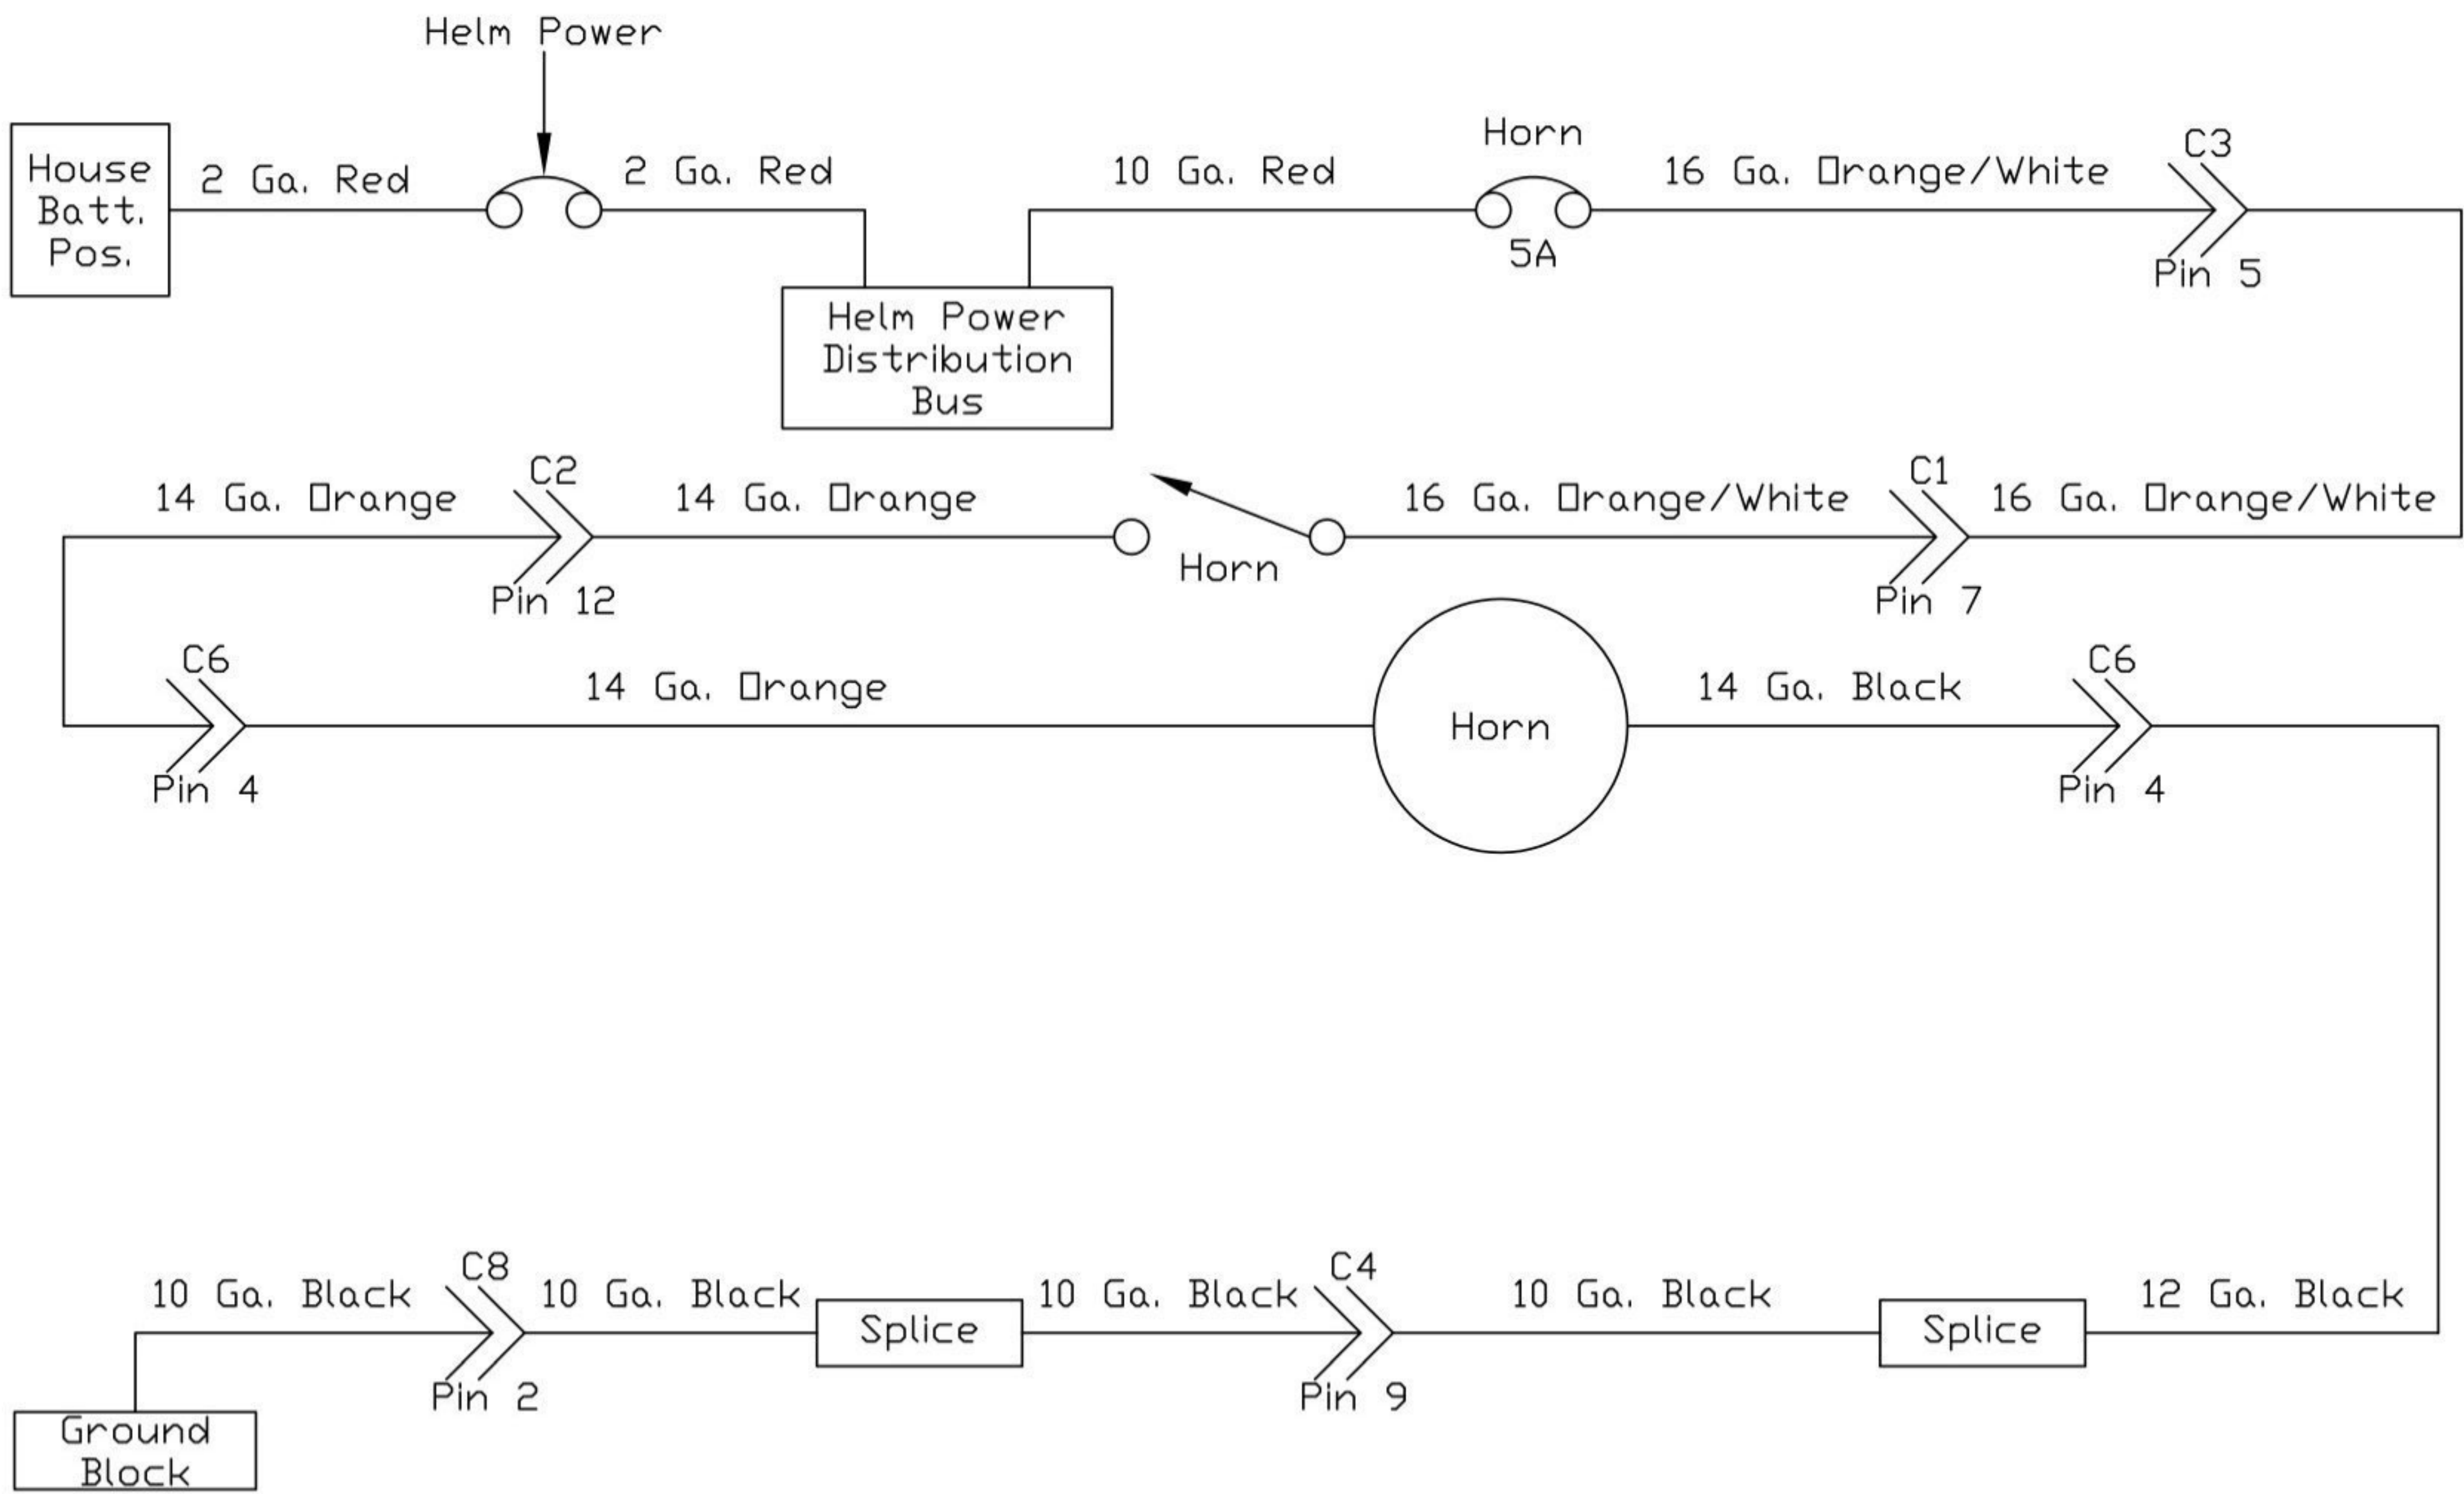 Helm Power
House
Batt.
Pos.
2 Ga. Red
2 Ga. Red
10 Ga. Red
Horn
5A
16 Ga. Orange/White
C3
Pin 5
Helm Power
Distribution
Bus
14 Ga. Orange
C2
Pin 12
14 Ga. Orange
Horn
16 Ga. Orange/White
C1
Pin 7
16 Ga. Orange/White
C6
Pin 4
14 Ga. Orange
Horn
14 Ga. Black
C6
Pin 4
10 Ga. Black
C8
Pin 2
10 Ga. Black
Splice
10 Ga. Black
C4
Pin 9
10 Ga. Black
Splice
12 Ga. Black
Ground
Block